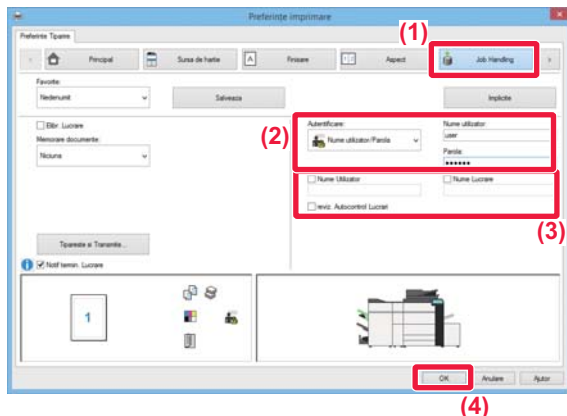 Preferințe imprimare
Preferinte Tiparire
(1)
Principal
Sursa de hartie
Finisare
Aspect
Job Handling
Favorite:
Nedenumit
Salveaza
Implicite
Elibr. Lucrare
Memorare documente:
Niciuna
(2)
Autentificare:
Nume utilizator/Parola
Nume utilizator:
user
Parola:
••••••
Nume Utilizator
Nume Lucrare
reviz. Autocontrol Lucrari
(3)
Tipareste si Transmite...
Notif termin. Lucrare
1
OK
Anulare
Ajutor
(4)